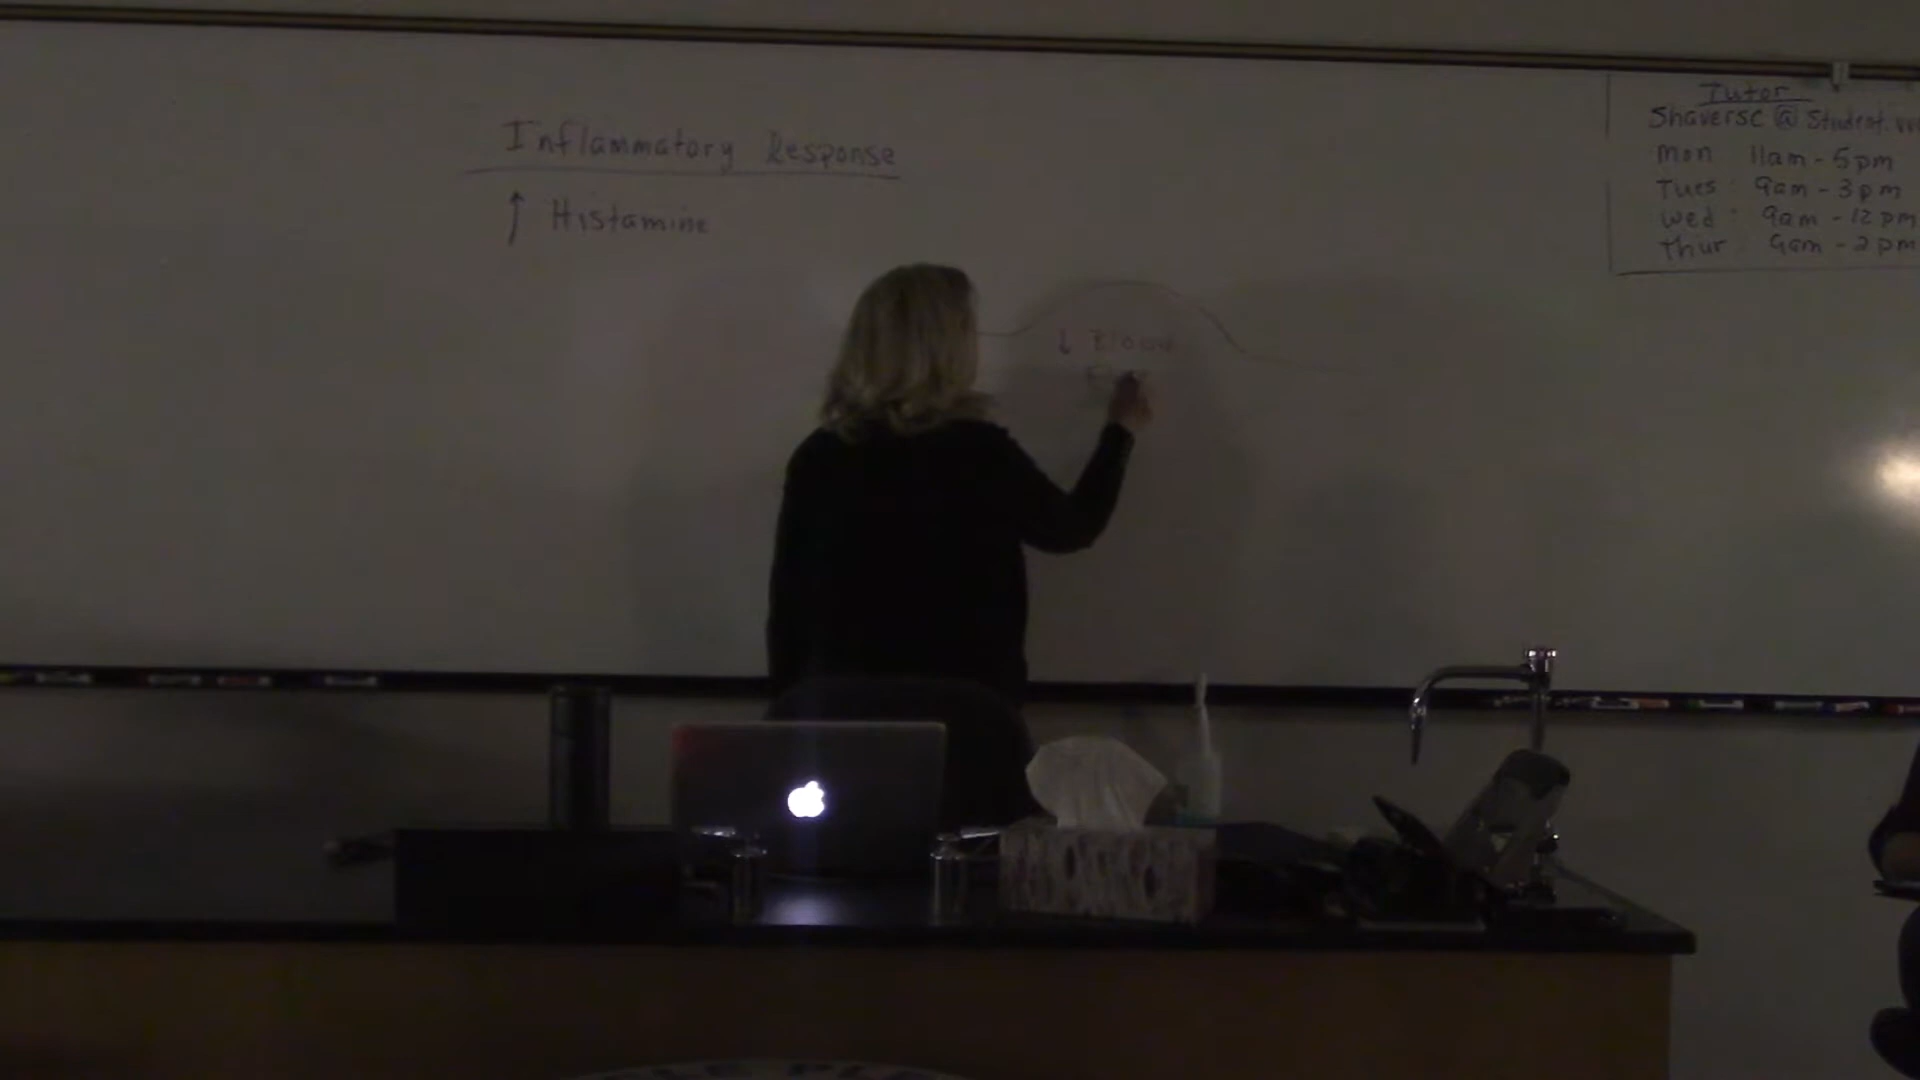 Inflammatory Response
↑ Histamine
↓ Blood
Tutor
Shaversc @ Student.
Mon 11am - 5pm
Tues: 9am - 3pm
Wed: 9am - 12pm
Thur 9am - 2pm